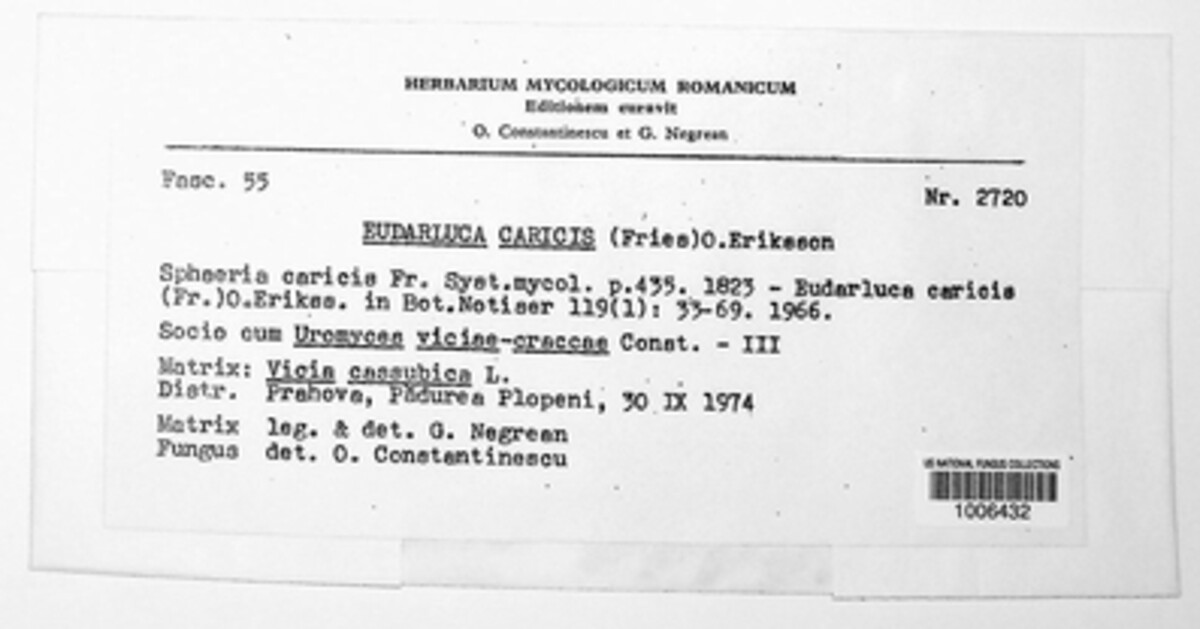 HERBARIUM MYCOLOGICUM ROMANICUM
Editionem curavit
O. Constantinescu et G. Negrean
Fasc. 55
Nr. 2720
EUDARLUCA CARICIS (Fries)O.Eriksson
Sphaeria caricis Fr. Syst.mycol. p.435. 1823 - Eudarluca caricis
(Fr.)O.Erikss. in Bot.Notiser 119(1): 33-69. 1966.
Socio cum Uromyces viciae-craccae Const. - III
Matrix: Vicia cassubica L.
Distr. Prahova, Pădurea Plopeni, 30 IX 1974
Matrix leg. & det. G. Negrean
Fungus det. O. Constantinescu
US NATIONAL FUNGUS COLLECTIONS
1006432